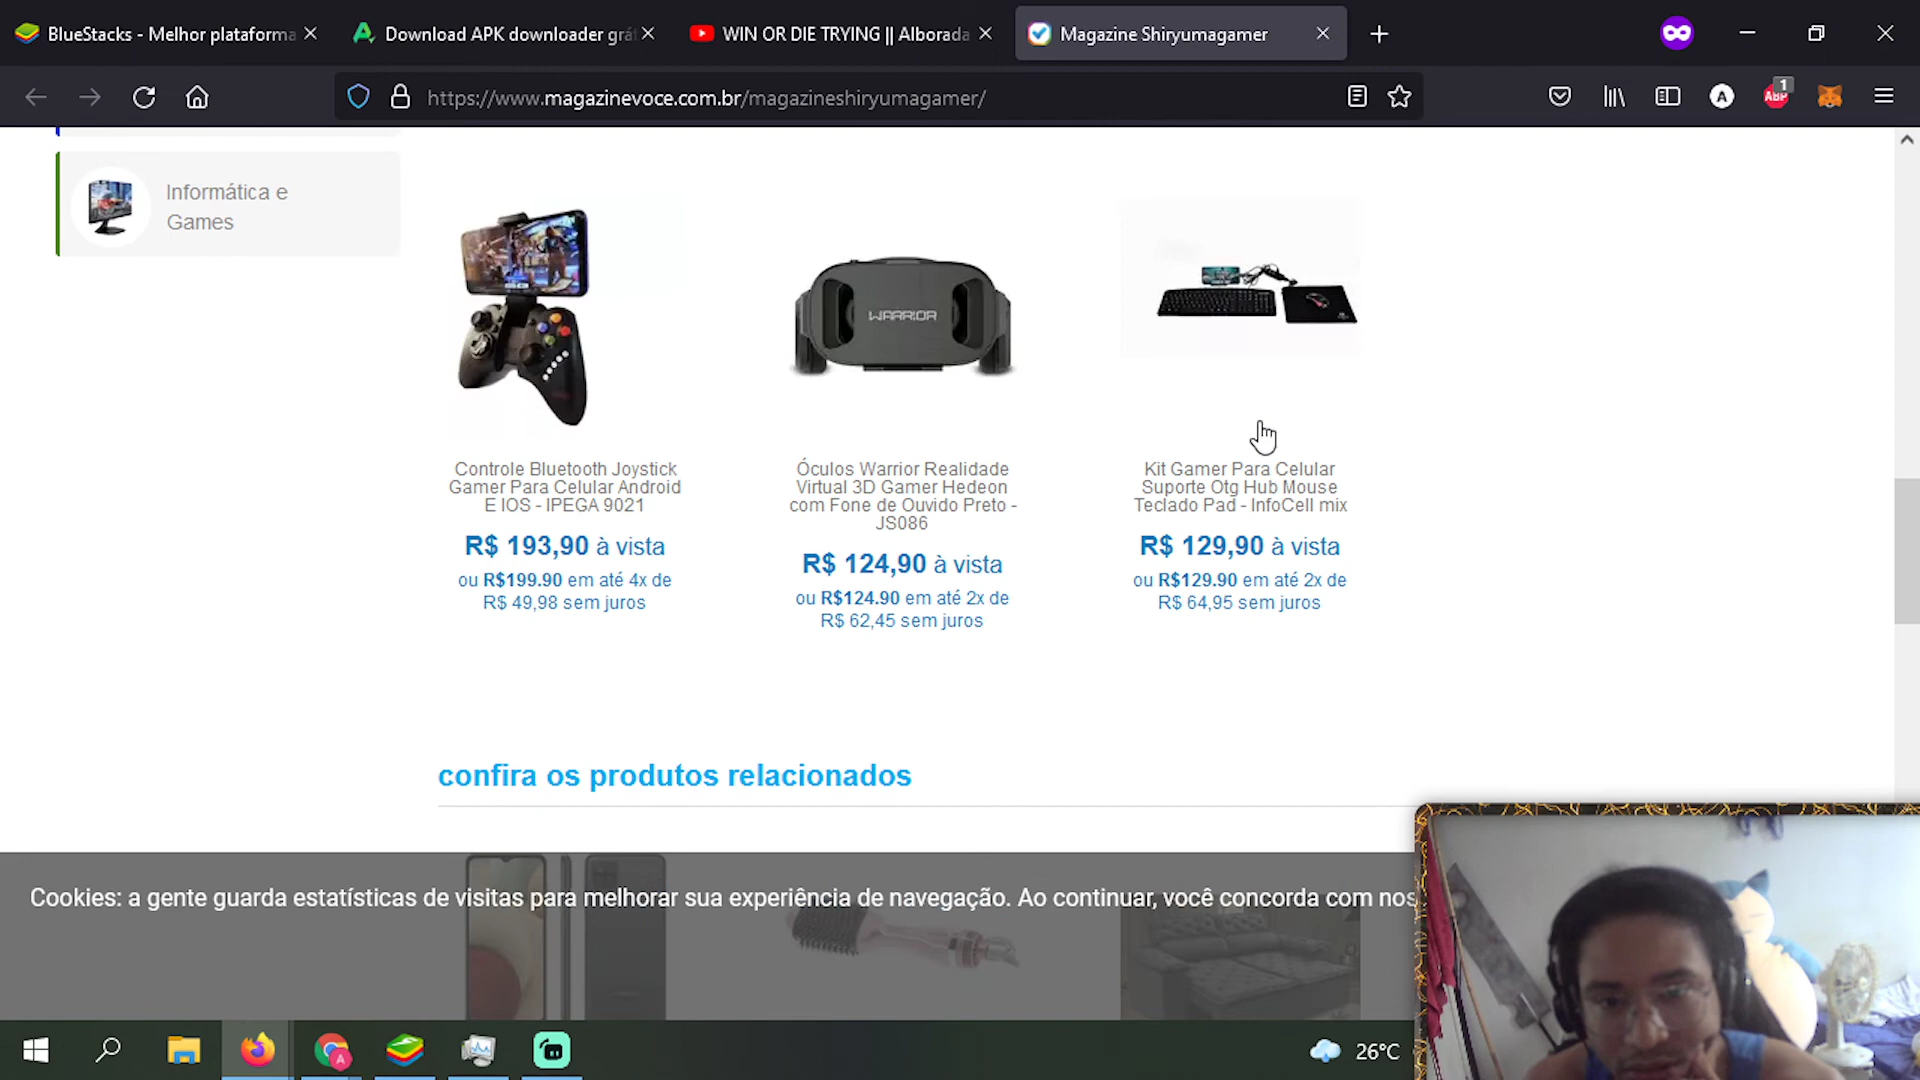 BlueStacks - Melhor plataforma
Download APK downloader grá
WIN OR DIE TRYING || Alborada
Magazine Shiryumagamer
https://www.magazinevoce.com.br/magazineshiryumagamer/
A
ABP
1
Informática e
Games
WARRIOR
Controle Bluetooth Joystick
Gamer Para Celular Android
E IOS - IPEGA 9021
R$ 193,90 à vista
ou R$199.90 em até 4x de
R$ 49,98 sem juros
Óculos Warrior Realidade
Virtual 3D Gamer Hedeon
com Fone de Ouvido Preto -
JS086
R$ 124,90 à vista
ou R$124.90 em até 2x de
R$ 62,45 sem juros
Kit Gamer Para Celular
Suporte Otg Hub Mouse
Teclado Pad - InfoCell mix
R$ 129,90 à vista
ou R$129.90 em até 2x de
R$ 64,95 sem juros
confira os produtos relacionados
Cookies: a gente guarda estatísticas de visitas para melhorar sua experiência de navegação. Ao continuar, você concorda com nos
A
26°C